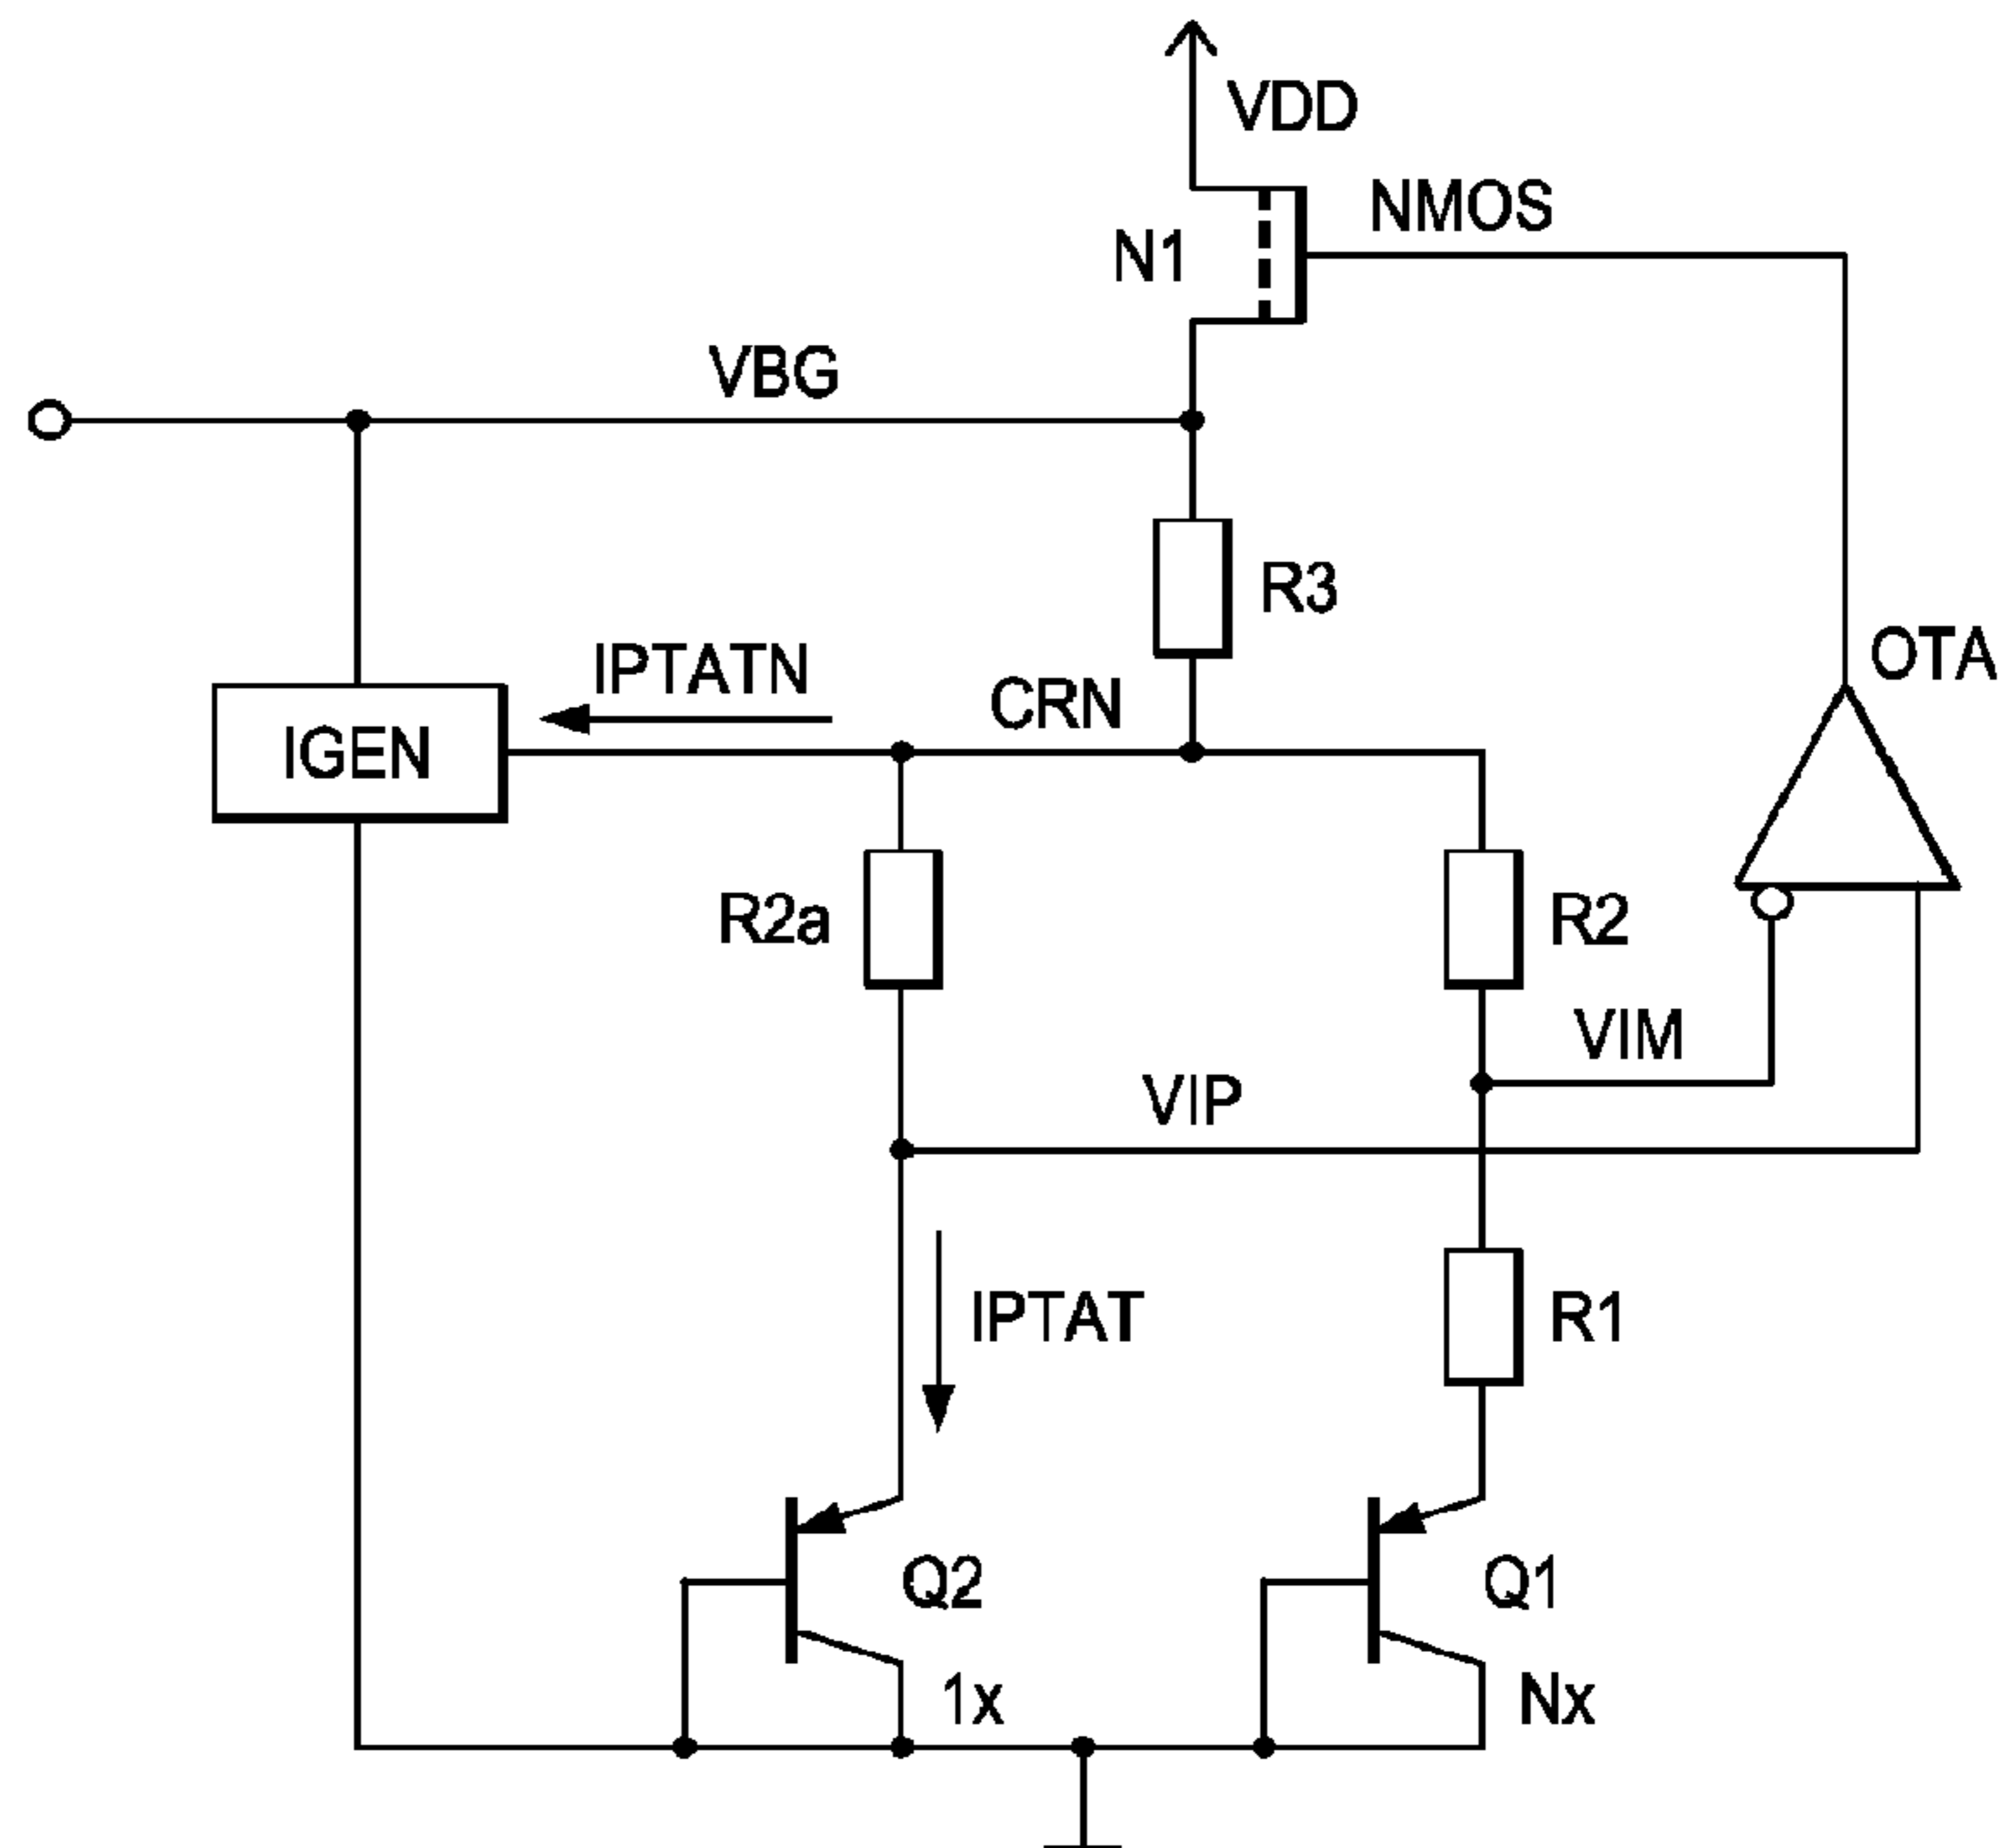 VDD
NMOS
N1
VBG
R3
IPTATN
CRN
OTA
IGEN
R2a
R2
VIM
VIP
IPTAT
R1
Q2
Q1
1x
Nx